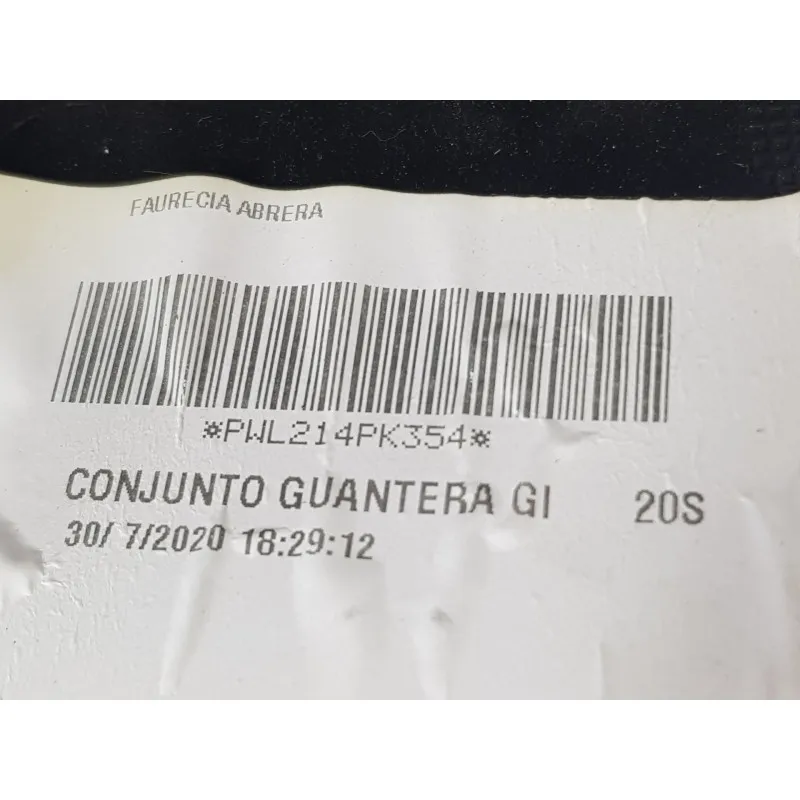 FAURECIA ABRERA
*PWL214PK354*
CONJUNTO GUANTERA GI 20S
30/ 7/2020 18:29:12